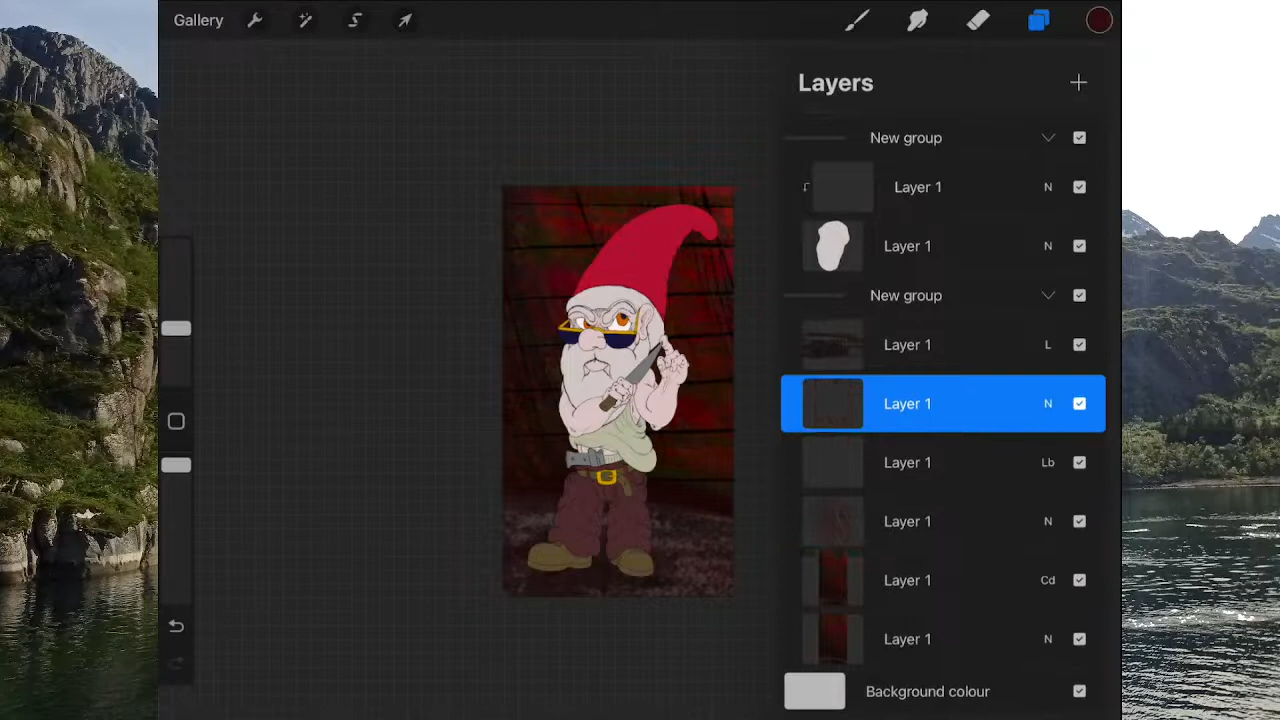 Gallery
Layers
New group
Layer 1 N
Layer 1 N
New group
Layer 1 L
Layer 1 N
Layer 1 Lb
Layer 1 N
Layer 1 Cd
Layer 1 N
Background colour